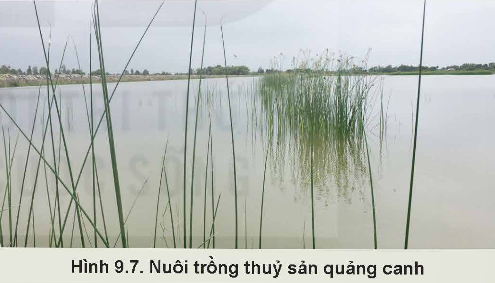 Hình 9.7. Nuôi trồng thuỷ sản quảng canh